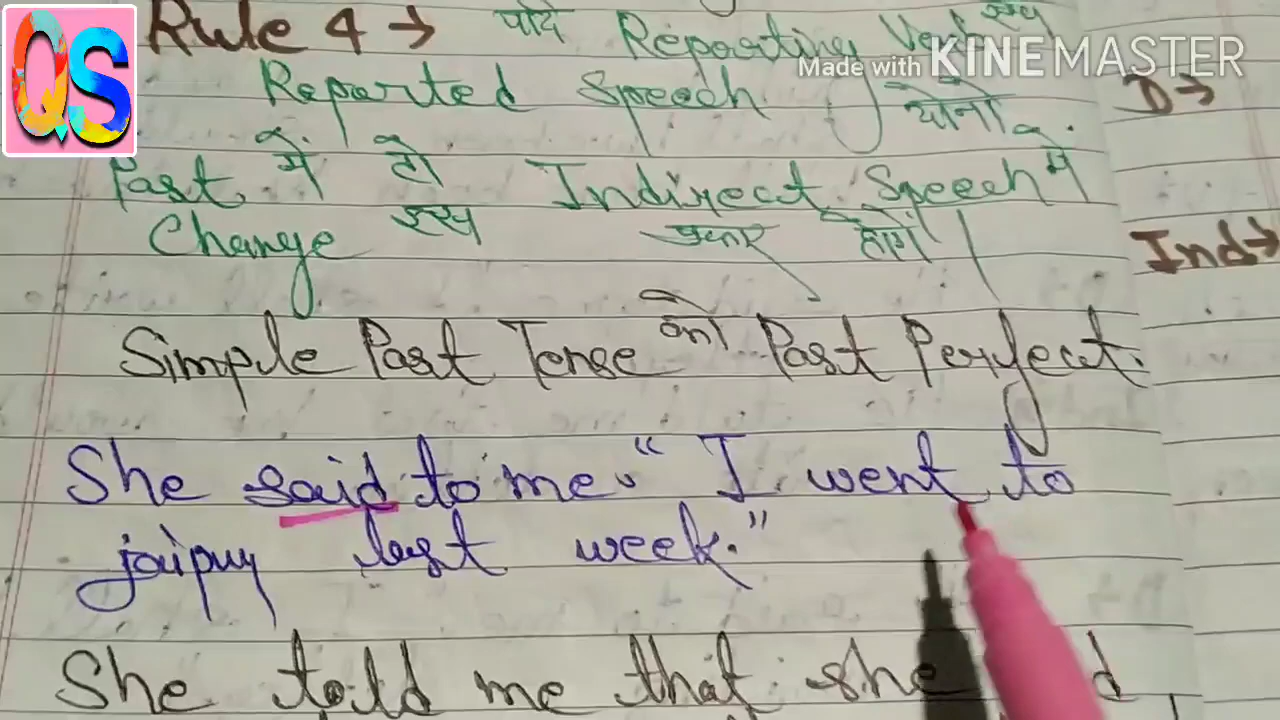 QS
Made with KINEMASTER
Rule 4 → यदि Reporting Verb एवं
Reported Speech दोनों
Past में हो Indirect Speech में
Change इस प्रकार होगा।
Simple Past Tense को Past Perfect.
She said to me. "I went to
jaipur last week."
She told me that she
D→
Ind→